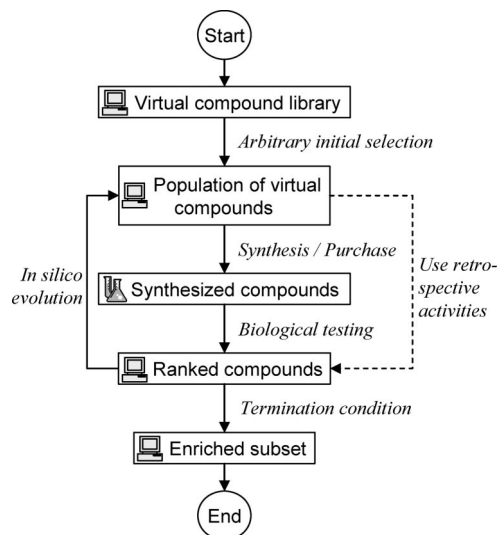 Start
Virtual compound library
Arbitrary initial selection
Population of virtual
compounds
Synthesis / Purchase
In silico
evolution
Use retro-
spective
activities
Synthesized compounds
Biological testing
Ranked compounds
Termination condition
Enriched subset
End